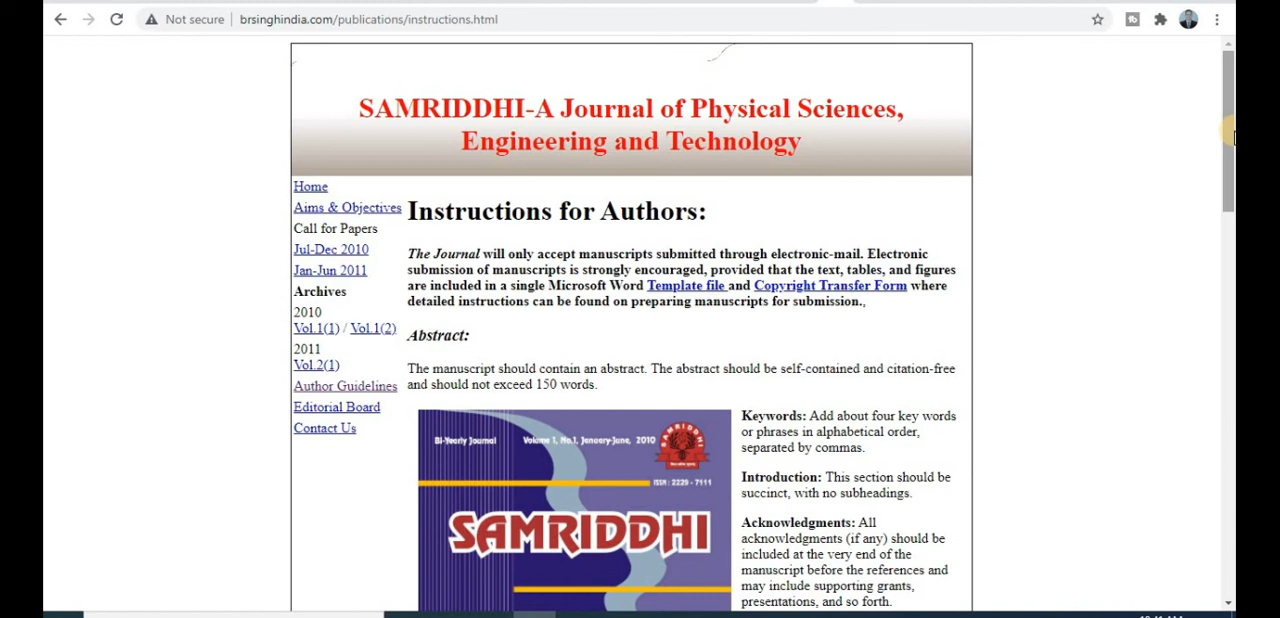 Not secure | brsinghindia.com/publications/instructions.html
SAMRIDDHI-A Journal of Physical Sciences,
Engineering and Technology
Home
Aims & Objectives
Call for Papers
Jul-Dec 2010
Jan-Jun 2011
Archives
2010
Vol.1(1) / Vol.1(2)
2011
Vol.2(1)
Author Guidelines
Editorial Board
Contact Us
Instructions for Authors:
The Journal will only accept manuscripts submitted through electronic-mail. Electronic
submission of manuscripts is strongly encouraged, provided that the text, tables, and figures
are included in a single Microsoft Word Template file and Copyright Transfer Form where
detailed instructions can be found on preparing manuscripts for submission.,
Abstract:
The manuscript should contain an abstract. The abstract should be self-contained and citation-free
and should not exceed 150 words.
Bi-Yearly Journal
Volume 1, No.1, January-June, 2010
SAMRIDDHI
ISSN : 2229 - 7111
SAMRIDDHI
Keywords: Add about four key words
or phrases in alphabetical order,
separated by commas.
Introduction: This section should be
succinct, with no subheadings.
Acknowledgments: All
acknowledgments (if any) should be
included at the very end of the
manuscript before the references and
may include supporting grants,
presentations, and so forth.